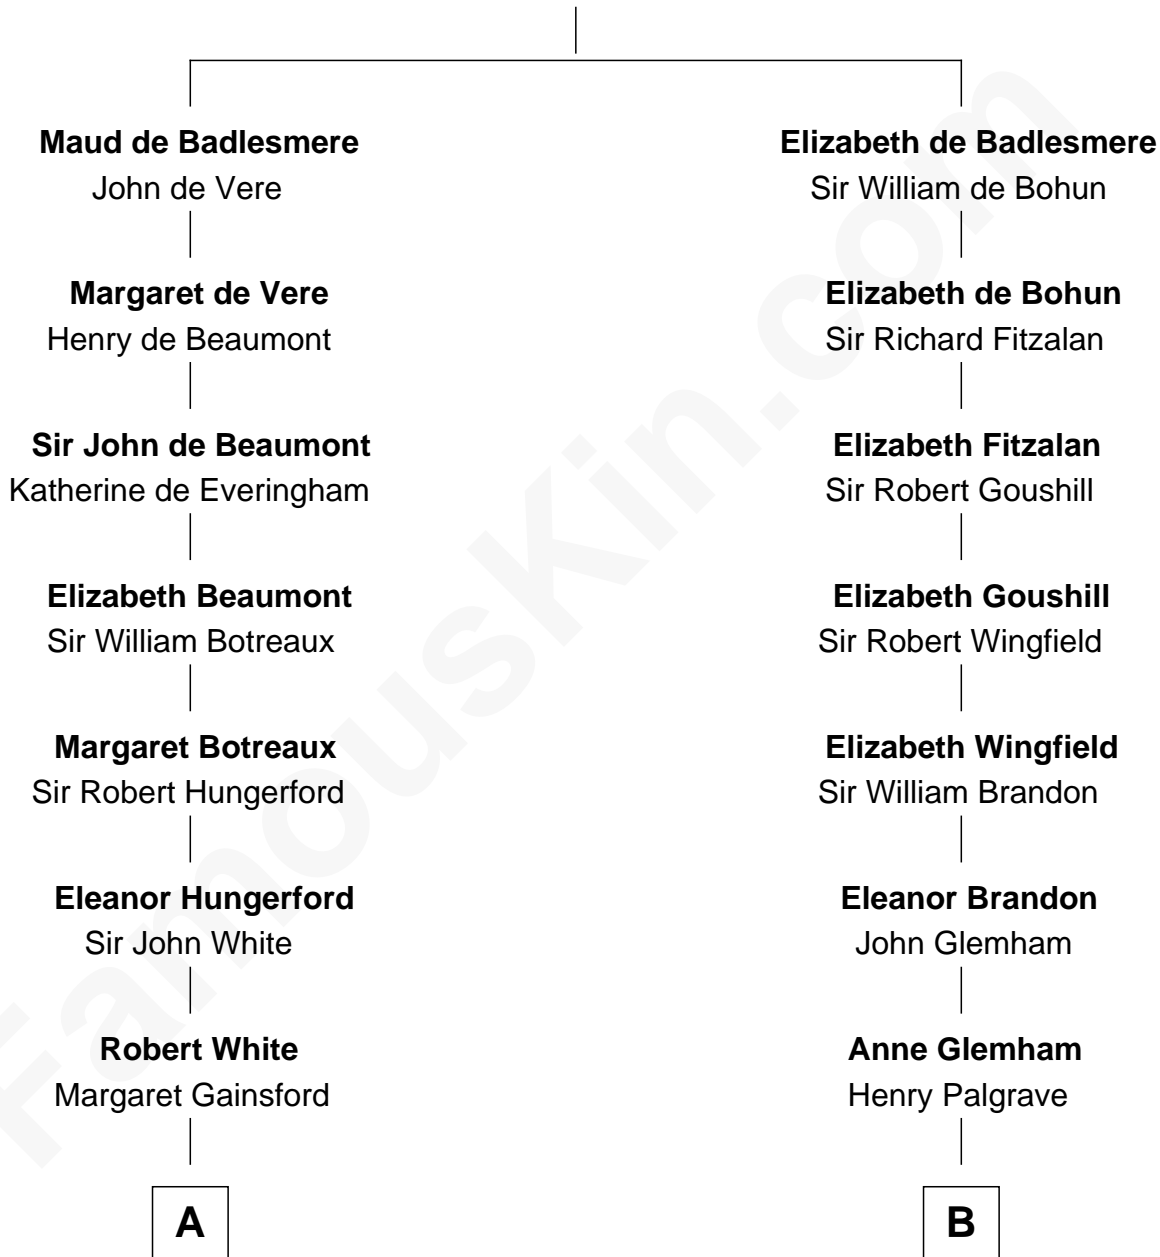 Maud de Badlesmere
John de Vere
Margaret de Vere
Henry de Beaumont
Sir John de Beaumont
Katherine de Everingham
Elizabeth Beaumont
Sir William Botreaux
Margaret Botreaux
Sir Robert Hungerford
Eleanor Hungerford
Sir John White
Robert White
Margaret Gainsford
A
Elizabeth de Badlesmere
Sir William de Bohun
Elizabeth de Bohun
Sir Richard Fitzalan
Elizabeth Fitzalan
Sir Robert Goushill
Elizabeth Goushill
Sir Robert Wingfield
Elizabeth Wingfield
Sir William Brandon
Eleanor Brandon
John Glemham
Anne Glemham
Henry Palgrave
B
FamousKin.com